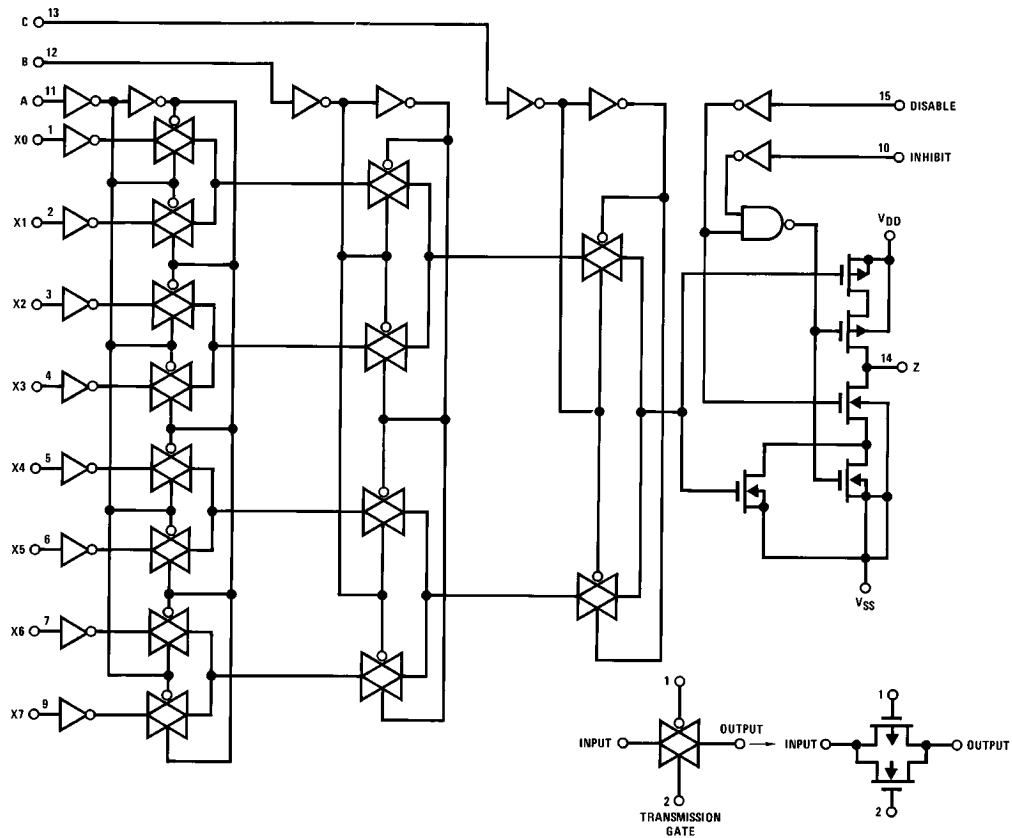 C 13
B 12
A 11
X0 1
X1 2
X2 3
X3 4
X4 5
X5 6
X6 7
X7 9
15 DISABLE
10 INHIBIT
VDD
14 Z
VSS
1
INPUT OUTPUT
2
TRANSMISSION
GATE
1
INPUT OUTPUT
2